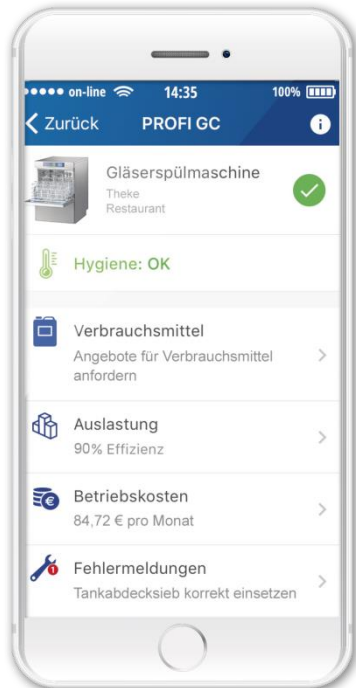 on-line 14:35 100%
Zurück PROFI GC
Gläserspülmaschine
Theke
Restaurant
Hygiene: OK
Verbrauchsmittel
Angebote für Verbrauchsmittel
anfordern
Auslastung
90% Effizienz
Betriebskosten
84,72 € pro Monat
1
Fehlermeldungen
Tankabdecksieb korrekt einsetzen